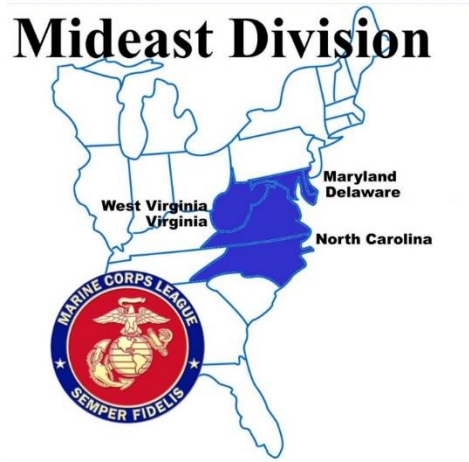 Mideast Division
Maryland
Delaware
West Virginia
Virginia
North Carolina
MARINE CORPS LEAGUE
SEMPER FIDELIS